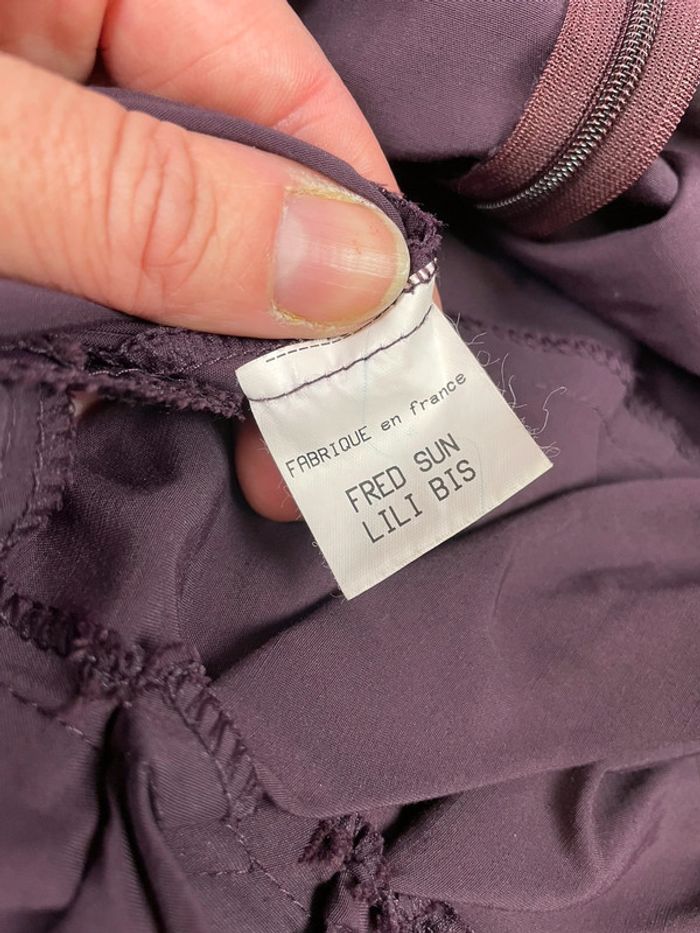 FABRIQUE en france
FRED SUN
LILI BIS